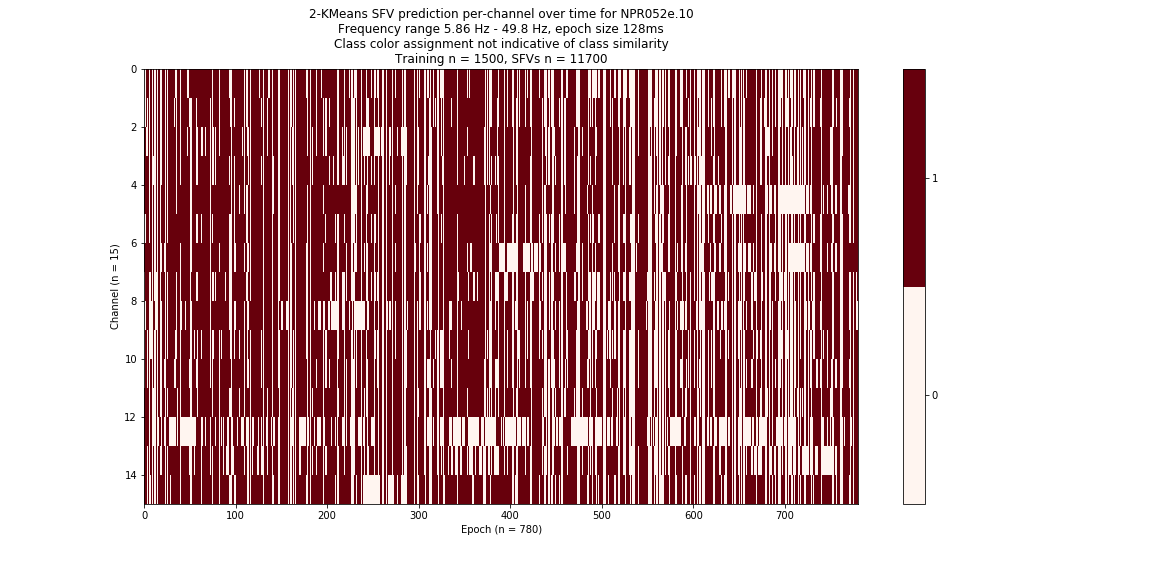 2-KMeans SFV prediction per-channel over time for NPR052e.10
Frequency range 5.86 Hz - 49.8 Hz, epoch size 128ms
Class color assignment not indicative of class similarity
Training n = 1500, SFVs n = 11700
0
2
4
6
8
10
12
14
Channel (n = 15)
0 100 200 300 400 500 600 700
Epoch (n = 780)
1
0